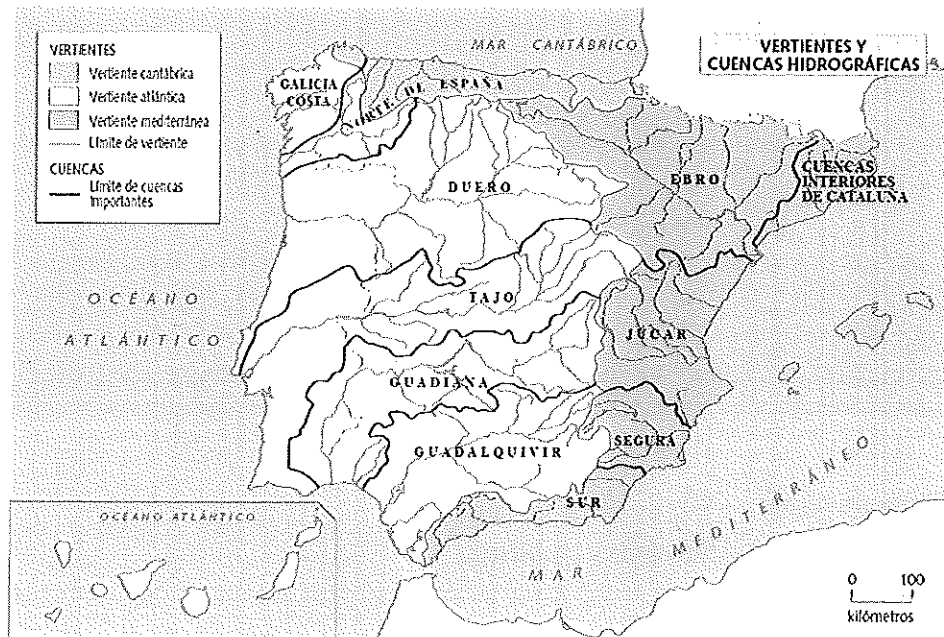 VERTIENTES Y
CUENCAS HIDROGRÁFICAS
VERTIENTES
Vertiente cantábrica
Vertiente atlántica
Vertiente mediterránea
Límite de vertiente
CUENCAS
Límite de cuencas
importantes
MAR CANTÁBRICO
GALICIA
COSTA
NORTE DE ESPAÑA
DUERO
EBRO
CUENCAS
INTERIORES
DE CATALUÑA
OCÉANO
ATLÁNTICO
TAJO
JÚCAR
GUADIANA
GUADALQUIVIR
SEGURA
SUR
MAR MEDITERRÁNEO
OCÉANO ATLÁNTICO
0 100
kilómetros